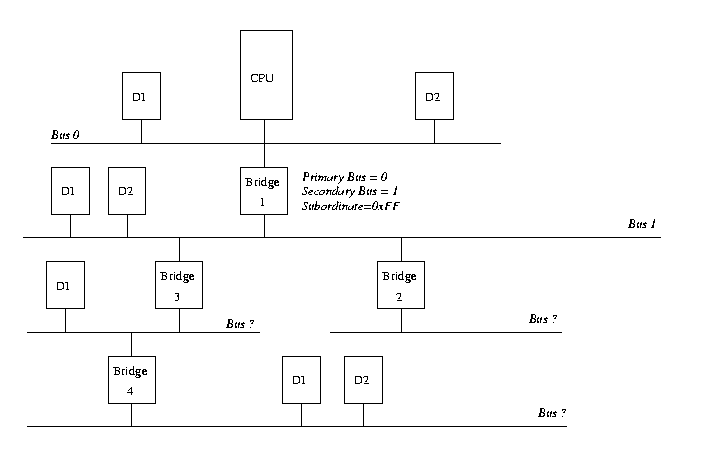 CPU
D1
D2
Bus 0
Bridge
1
Primary Bus = 0
Secondary Bus = 1
Subordinate=0xFF
D1
D2
Bus 1
D1
Bridge
3
Bridge
2
Bus ?
Bus ?
Bridge
4
D1
D2
Bus ?